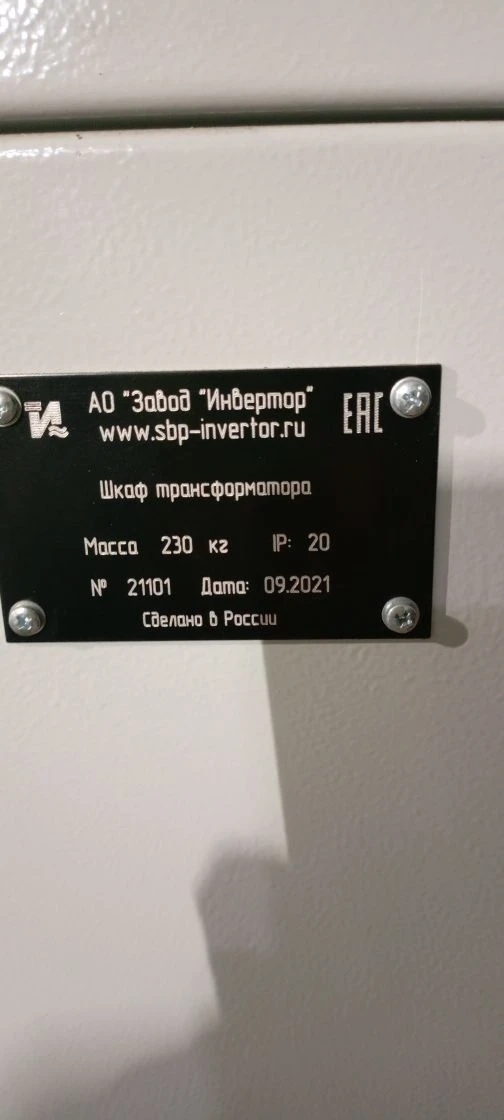 АО "Завод "Инвертор"
www.sbp-invertor.ru
ЕАС
Шкаф трансформатора
Масса 230 кг IP: 20
№ 21101 Дата: 09.2021
Сделано в России